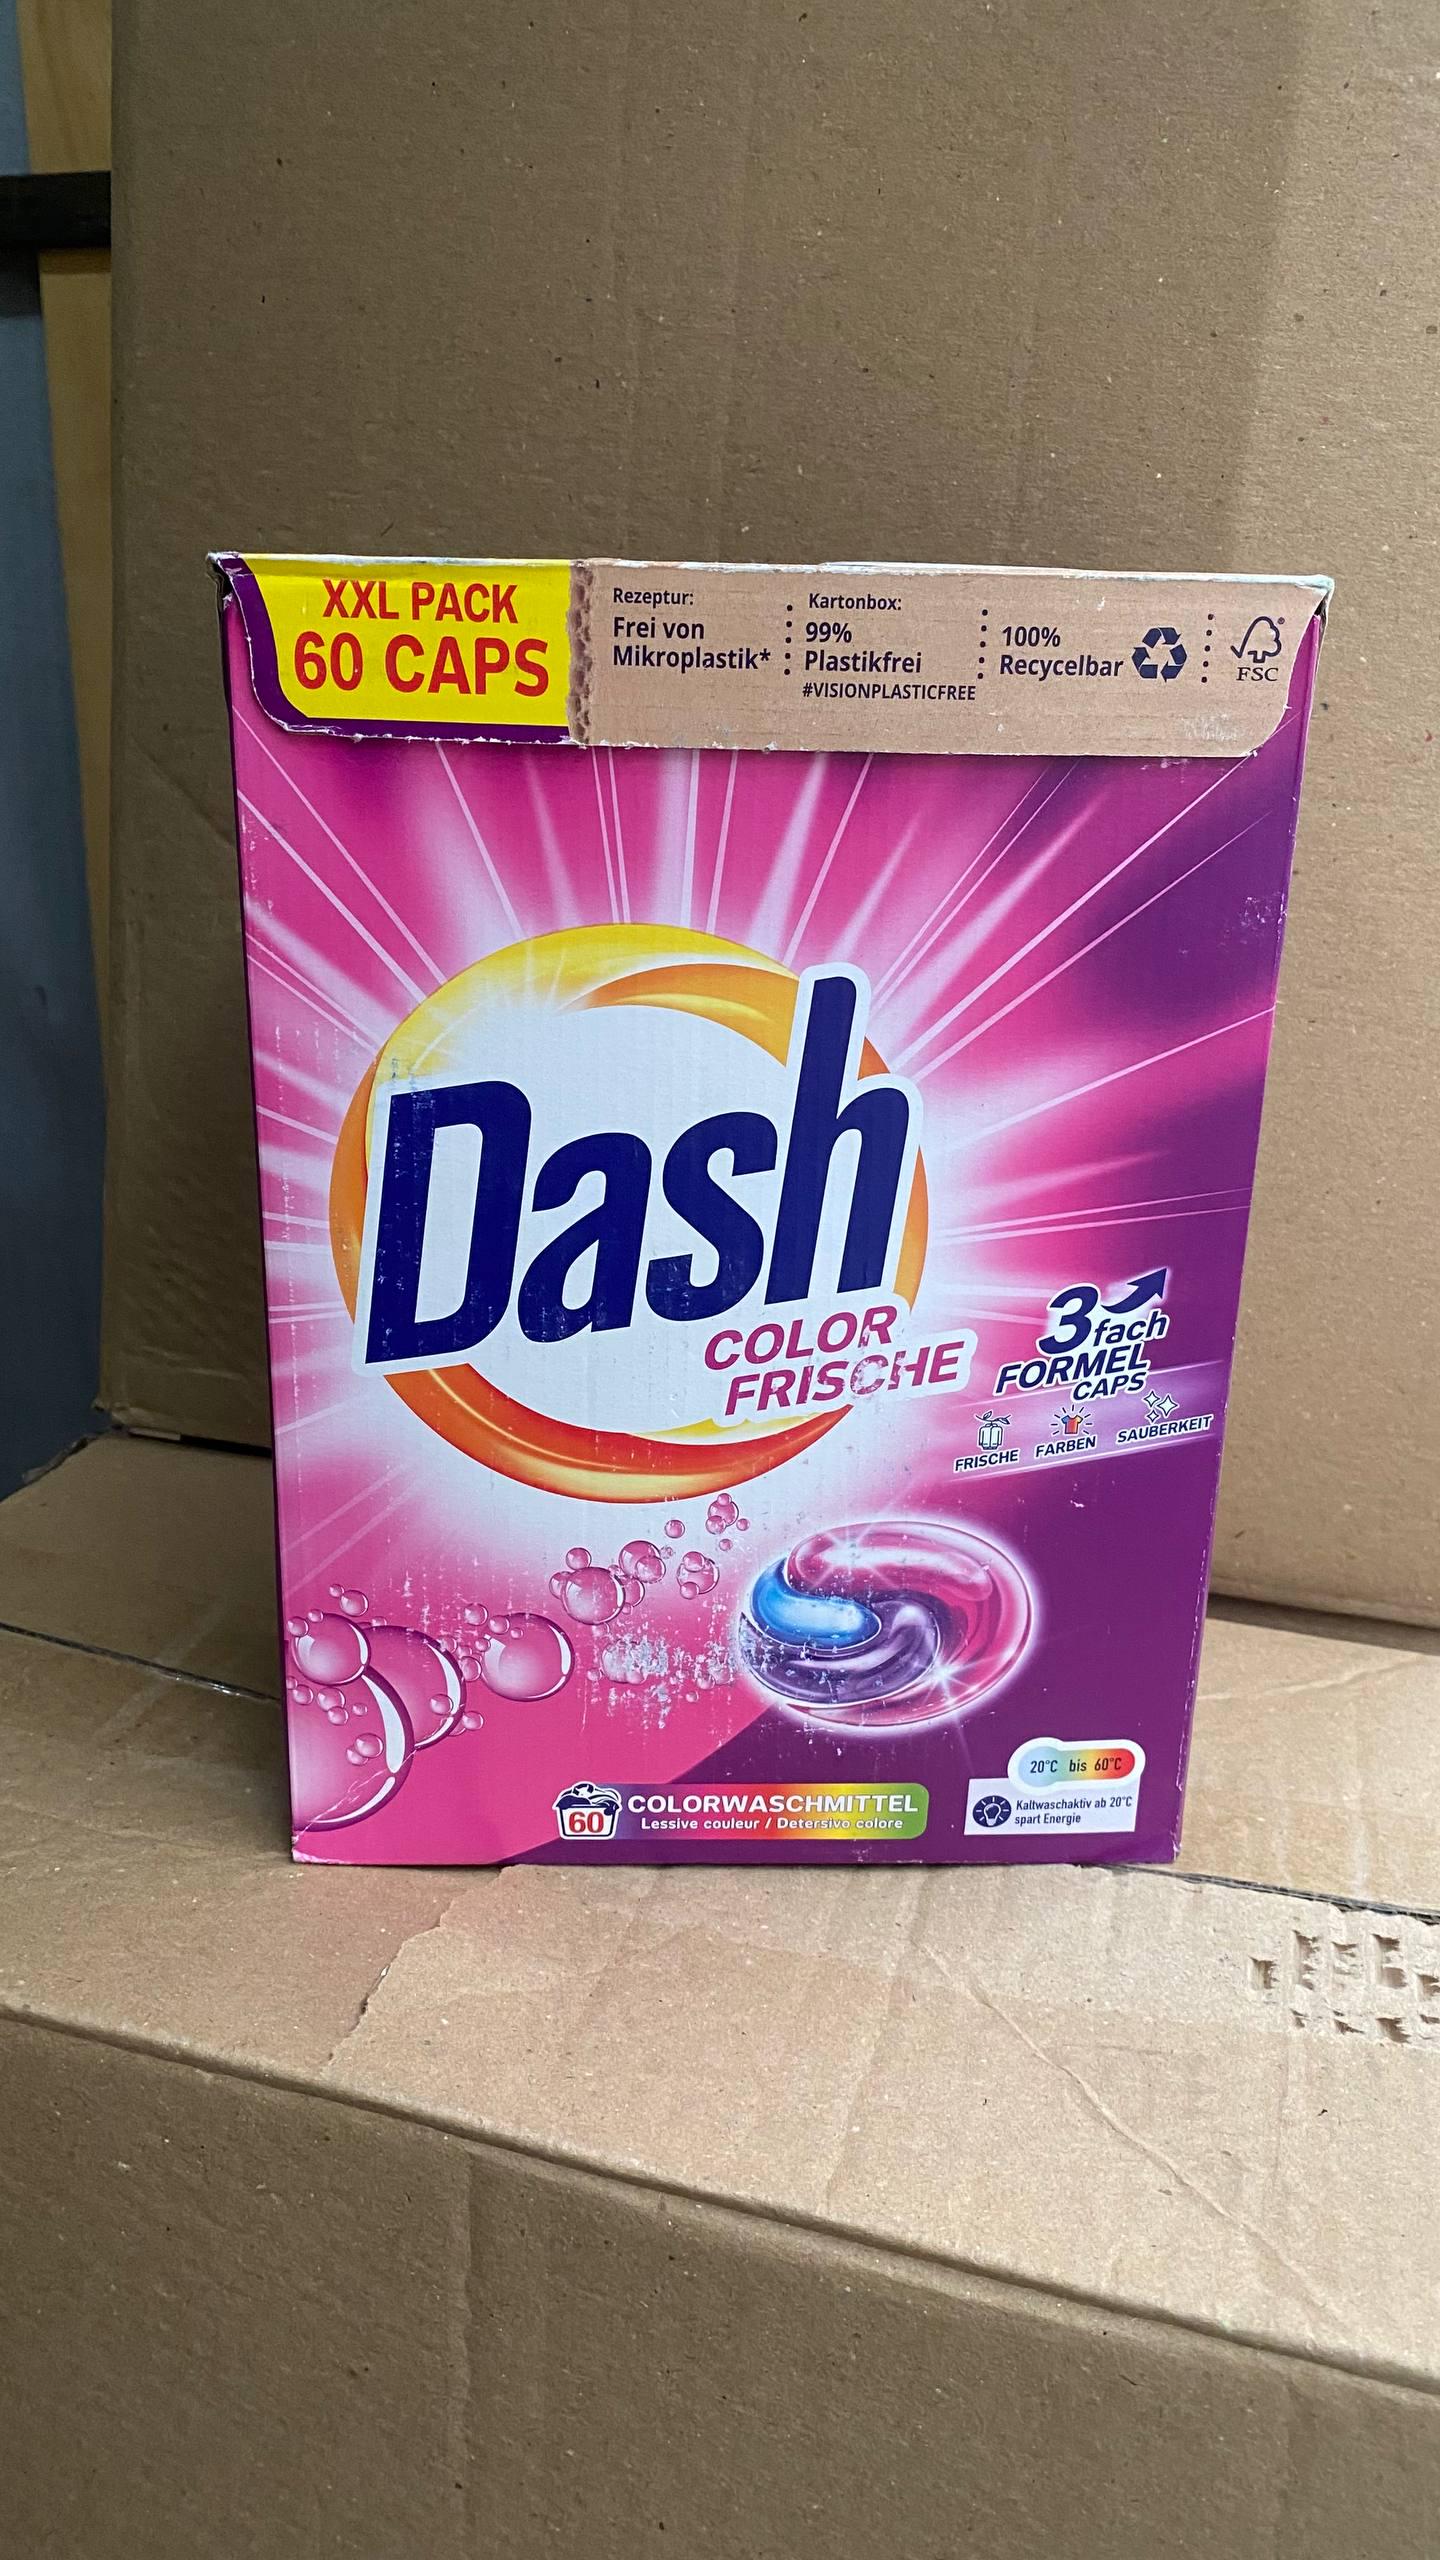 XXL PACK
60 CAPS
Rezeptur:
Frei von
Mikroplastik*
Kartonbox:
99%
Plastikfrei
#VISIONPLASTICFREE
100%
Recycelbar
FSC
Dash
COLOR
FRISCHE
3fach
FORMEL
CAPS
FRISCHE FARBEN SAUBERKEIT
20°C bis 60°C
Kaltwaschaktiv ab 20°C
spart Energie
60
COLORWASCHMITTEL
Lessive couleur / Detersivo colore